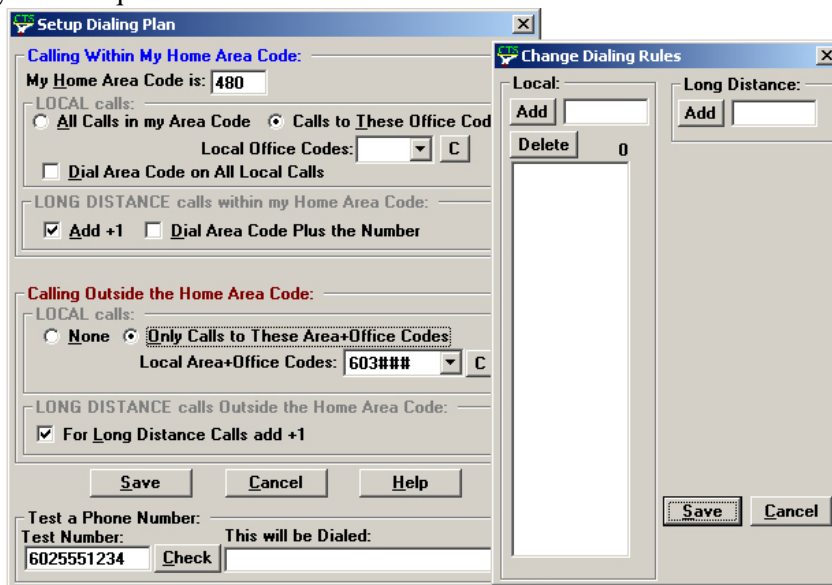 Setup Dialing Plan
Calling Within My Home Area Code:
My Home Area Code is: 480
LOCAL calls:
All Calls in my Area Code Calls to These Office Cod
Local Office Codes: C
Dial Area Code on All Local Calls
LONG DISTANCE calls within my Home Area Code:
Add +1 Dial Area Code Plus the Number
Calling Outside the Home Area Code:
LOCAL calls:
None Only Calls to These Area+Office Codes
Local Area+Office Codes: 603### C
LONG DISTANCE calls Outside the Home Area Code:
For Long Distance Calls add +1
Save Cancel Help
Test a Phone Number:
Test Number: This will be Dialed:
6025551234 Check
CTS Change Dialing Rules
Local: Long Distance:
Add Add
Delete 0
Save Cancel